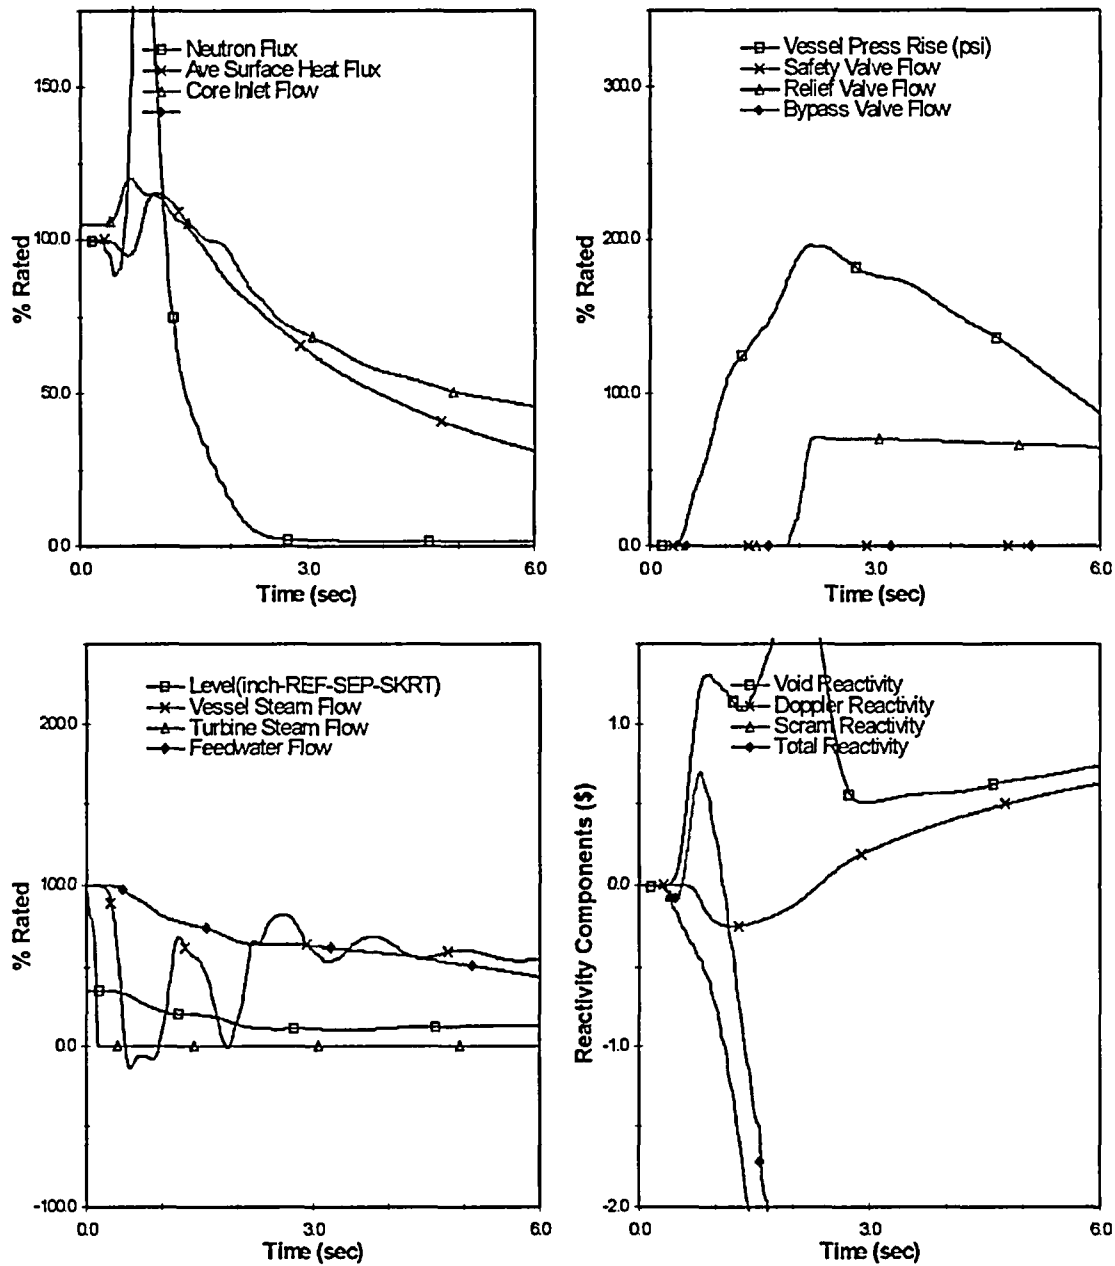 Neutron Flux
Ave Surface Heat Flux
Core Inlet Flow
150.0
100.0
50.0
0.0
% Rated
0.0 3.0 6.0
Time (sec)
Vessel Press Rise (psi)
Safety Valve Flow
Relief Valve Flow
Bypass Valve Flow
300.0
200.0
100.0
0.0
% Rated
0.0 3.0 6.0
Time (sec)
Level(inch-REF-SEP-SKRT)
Vessel Steam Flow
Turbine Steam Flow
Feedwater Flow
200.0
100.0
0.0
-100.0
% Rated
0.0 3.0 6.0
Time (sec)
Void Reactivity
Doppler Reactivity
Scram Reactivity
Total Reactivity
1.0
0.0
-1.0
-2.0
Reactivity Components ($)
0.0 3.0 6.0
Time (sec)